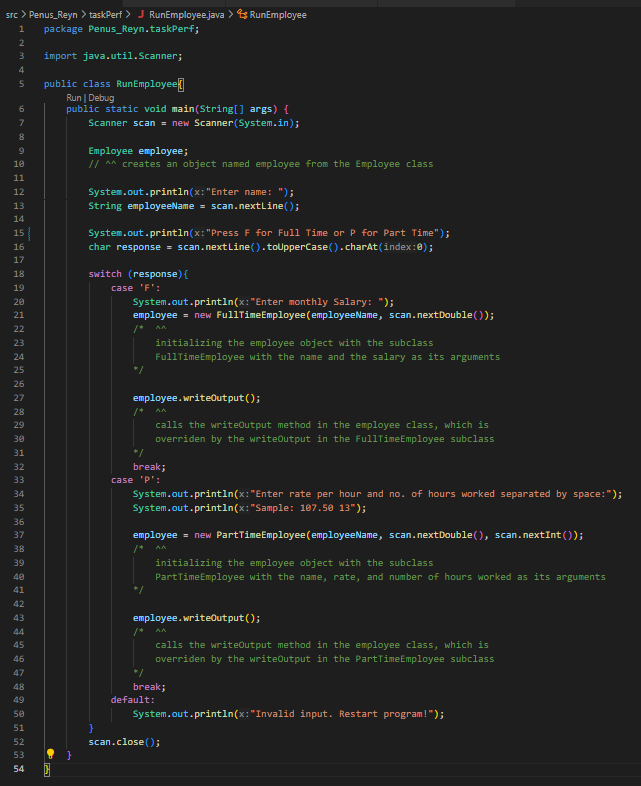 src > Penus_Reyn > taskPerf > J RunEmployee.java > RunEmployee
1 package Penus_Reyn.taskPerf;
2
3 import java.util.Scanner;
4
5 public class RunEmployee{
Run | Debug
6 public static void main(String[] args) {
7 Scanner scan = new Scanner(System.in);
8
9 Employee employee;
10 // ^^ creates an object named employee from the Employee class
11
12 System.out.println(x:"Enter name: ");
13 String employeeName = scan.nextLine();
14
15 System.out.println(x:"Press F for Full Time or P for Part Time");
16 char response = scan.nextLine().toUpperCase().charAt(index:0);
17
18 switch (response){
19 case 'F':
20 System.out.println(x:"Enter monthly Salary: ");
21 employee = new FullTimeEmployee(employeeName, scan.nextDouble());
22 /* ^^
23 initializing the employee object with the subclass
24 FullTimeEmployee with the name and the salary as its arguments
25 */
26
27 employee.writeOutput();
28 /* ^^
29 calls the writeOutput method in the employee class, which is
30 overriden by the writeOutput in the FullTimeEmployee subclass
31 */
32 break;
33 case 'P':
34 System.out.println(x:"Enter rate per hour and no. of hours worked separated by space:");
35 System.out.println(x:"Sample: 107.50 13");
36
37 employee = new PartTimeEmployee(employeeName, scan.nextDouble(), scan.nextInt());
38 /* ^^
39 initializing the employee object with the subclass
40 PartTimeEmployee with the name, rate, and number of hours worked as its arguments
41 */
42
43 employee.writeOutput();
44 /* ^^
45 calls the writeOutput method in the employee class, which is
46 overriden by the writeOutput in the PartTimeEmployee subclass
47 */
48 break;
49 default:
50 System.out.println(x:"Invalid input. Restart program!");
51 }
52 scan.close();
53 }
54 }